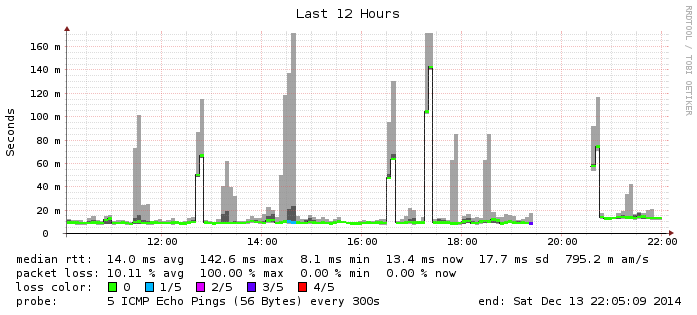 Last 12 Hours
RRDTOOL / TOBI OETIKER
Seconds
160 m
140 m
120 m
100 m
80 m
60 m
40 m
20 m
0
12:00 14:00 16:00 18:00 20:00 22:00
median rtt: 14.0 ms avg 142.6 ms max 8.1 ms min 13.4 ms now 17.7 ms sd 795.2 m am/s
packet loss: 10.11 % avg 100.00 % max 0.00 % min 0.00 % now
loss color: 0 1/5 2/5 3/5 4/5
probe: 5 ICMP Echo Pings (56 Bytes) every 300s end: Sat Dec 13 22:05:09 2014